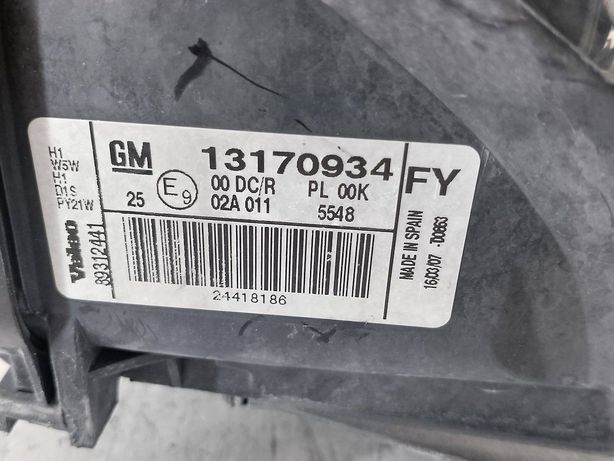 H1
W5W
H1
D1S
PY21W
Valeo
89312441
GM 13170934
25 E9 00 DC/R PL 00K
02A 011 5548
24418186
FY
MADE IN SPAIN
16/03/07